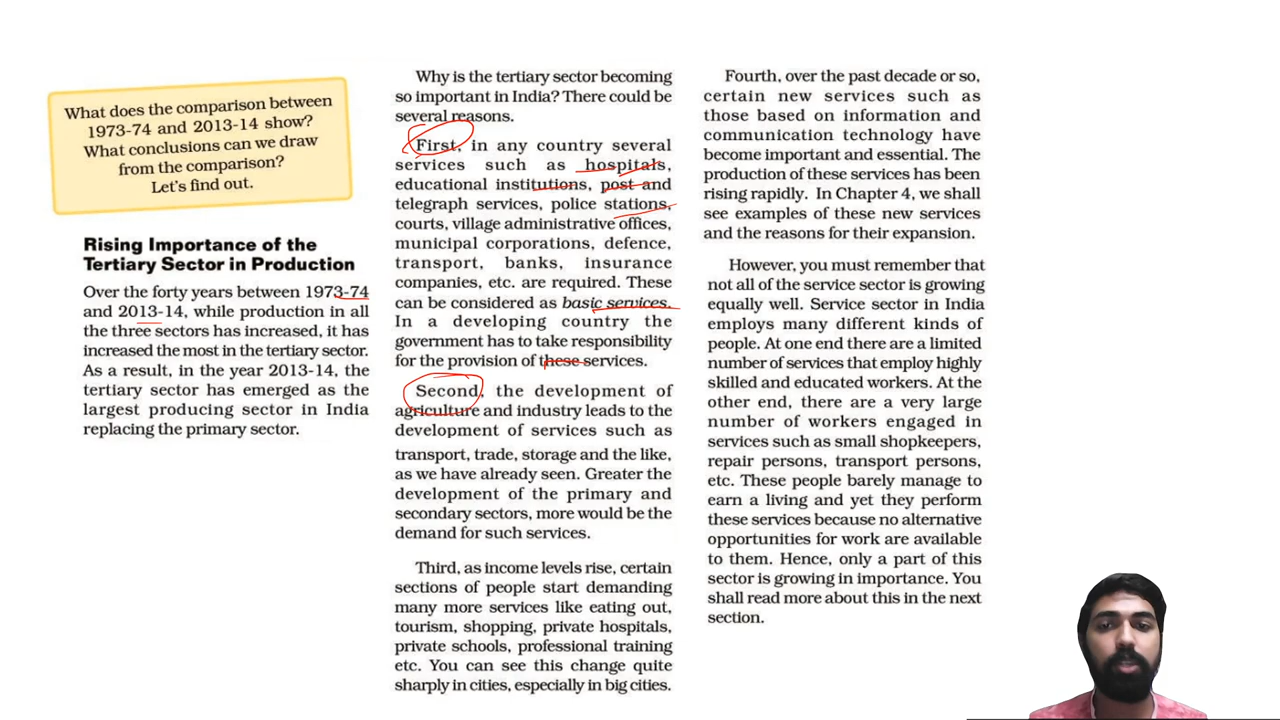 What does the comparison between
1973-74 and 2013-14 show?
What conclusions can we draw
from the comparison?
Let's find out.
Rising Importance of the
Tertiary Sector in Production
Over the forty years between 1973-74
and 2013-14, while production in all
the three sectors has increased, it has
increased the most in the tertiary sector.
As a result, in the year 2013-14, the
tertiary sector has emerged as the
largest producing sector in India
replacing the primary sector.
Why is the tertiary sector becoming
so important in India? There could be
several reasons.
First, in any country several
services such as hospitals,
educational institutions, post and
telegraph services, police stations,
courts, village administrative offices,
municipal corporations, defence,
transport, banks, insurance
companies, etc. are required. These
can be considered as basic services.
In a developing country the
government has to take responsibility
for the provision of these services.
Second, the development of
agriculture and industry leads to the
development of services such as
transport, trade, storage and the like,
as we have already seen. Greater the
development of the primary and
secondary sectors, more would be the
demand for such services.
Third, as income levels rise, certain
sections of people start demanding
many more services like eating out,
tourism, shopping, private hospitals,
private schools, professional training
etc. You can see this change quite
sharply in cities, especially in big cities.
Fourth, over the past decade or so,
certain new services such as
those based on information and
communication technology have
become important and essential. The
production of these services has been
rising rapidly. In Chapter 4, we shall
see examples of these new services
and the reasons for their expansion.
However, you must remember that
not all of the service sector is growing
equally well. Service sector in India
employs many different kinds of
people. At one end there are a limited
number of services that employ highly
skilled and educated workers. At the
other end, there are a very large
number of workers engaged in
services such as small shopkeepers,
repair persons, transport persons,
etc. These people barely manage to
earn a living and yet they perform
these services because no alternative
opportunities for work are available
to them. Hence, only a part of this
sector is growing in importance. You
shall read more about this in the next
section.